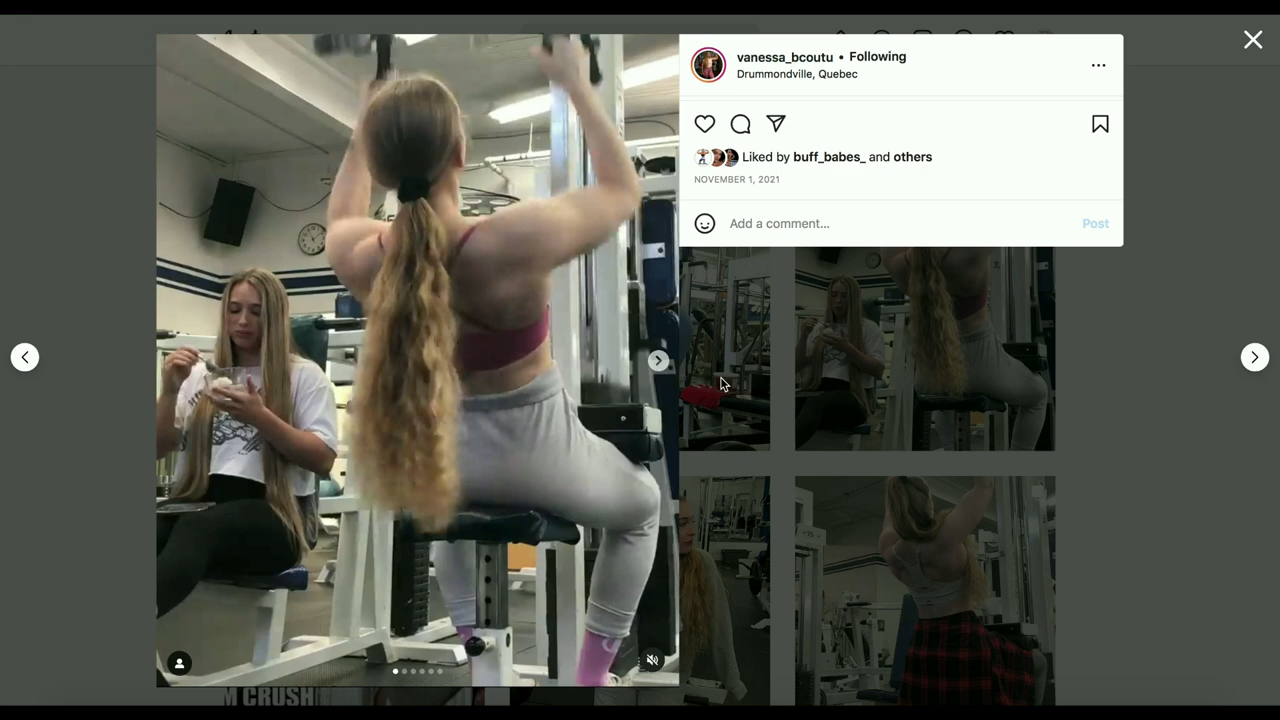 vanessa_bcoutu • Following
Drummondville, Quebec
Liked by buff_babes_ and others
NOVEMBER 1, 2021
Add a comment...
Post
M CRUSH